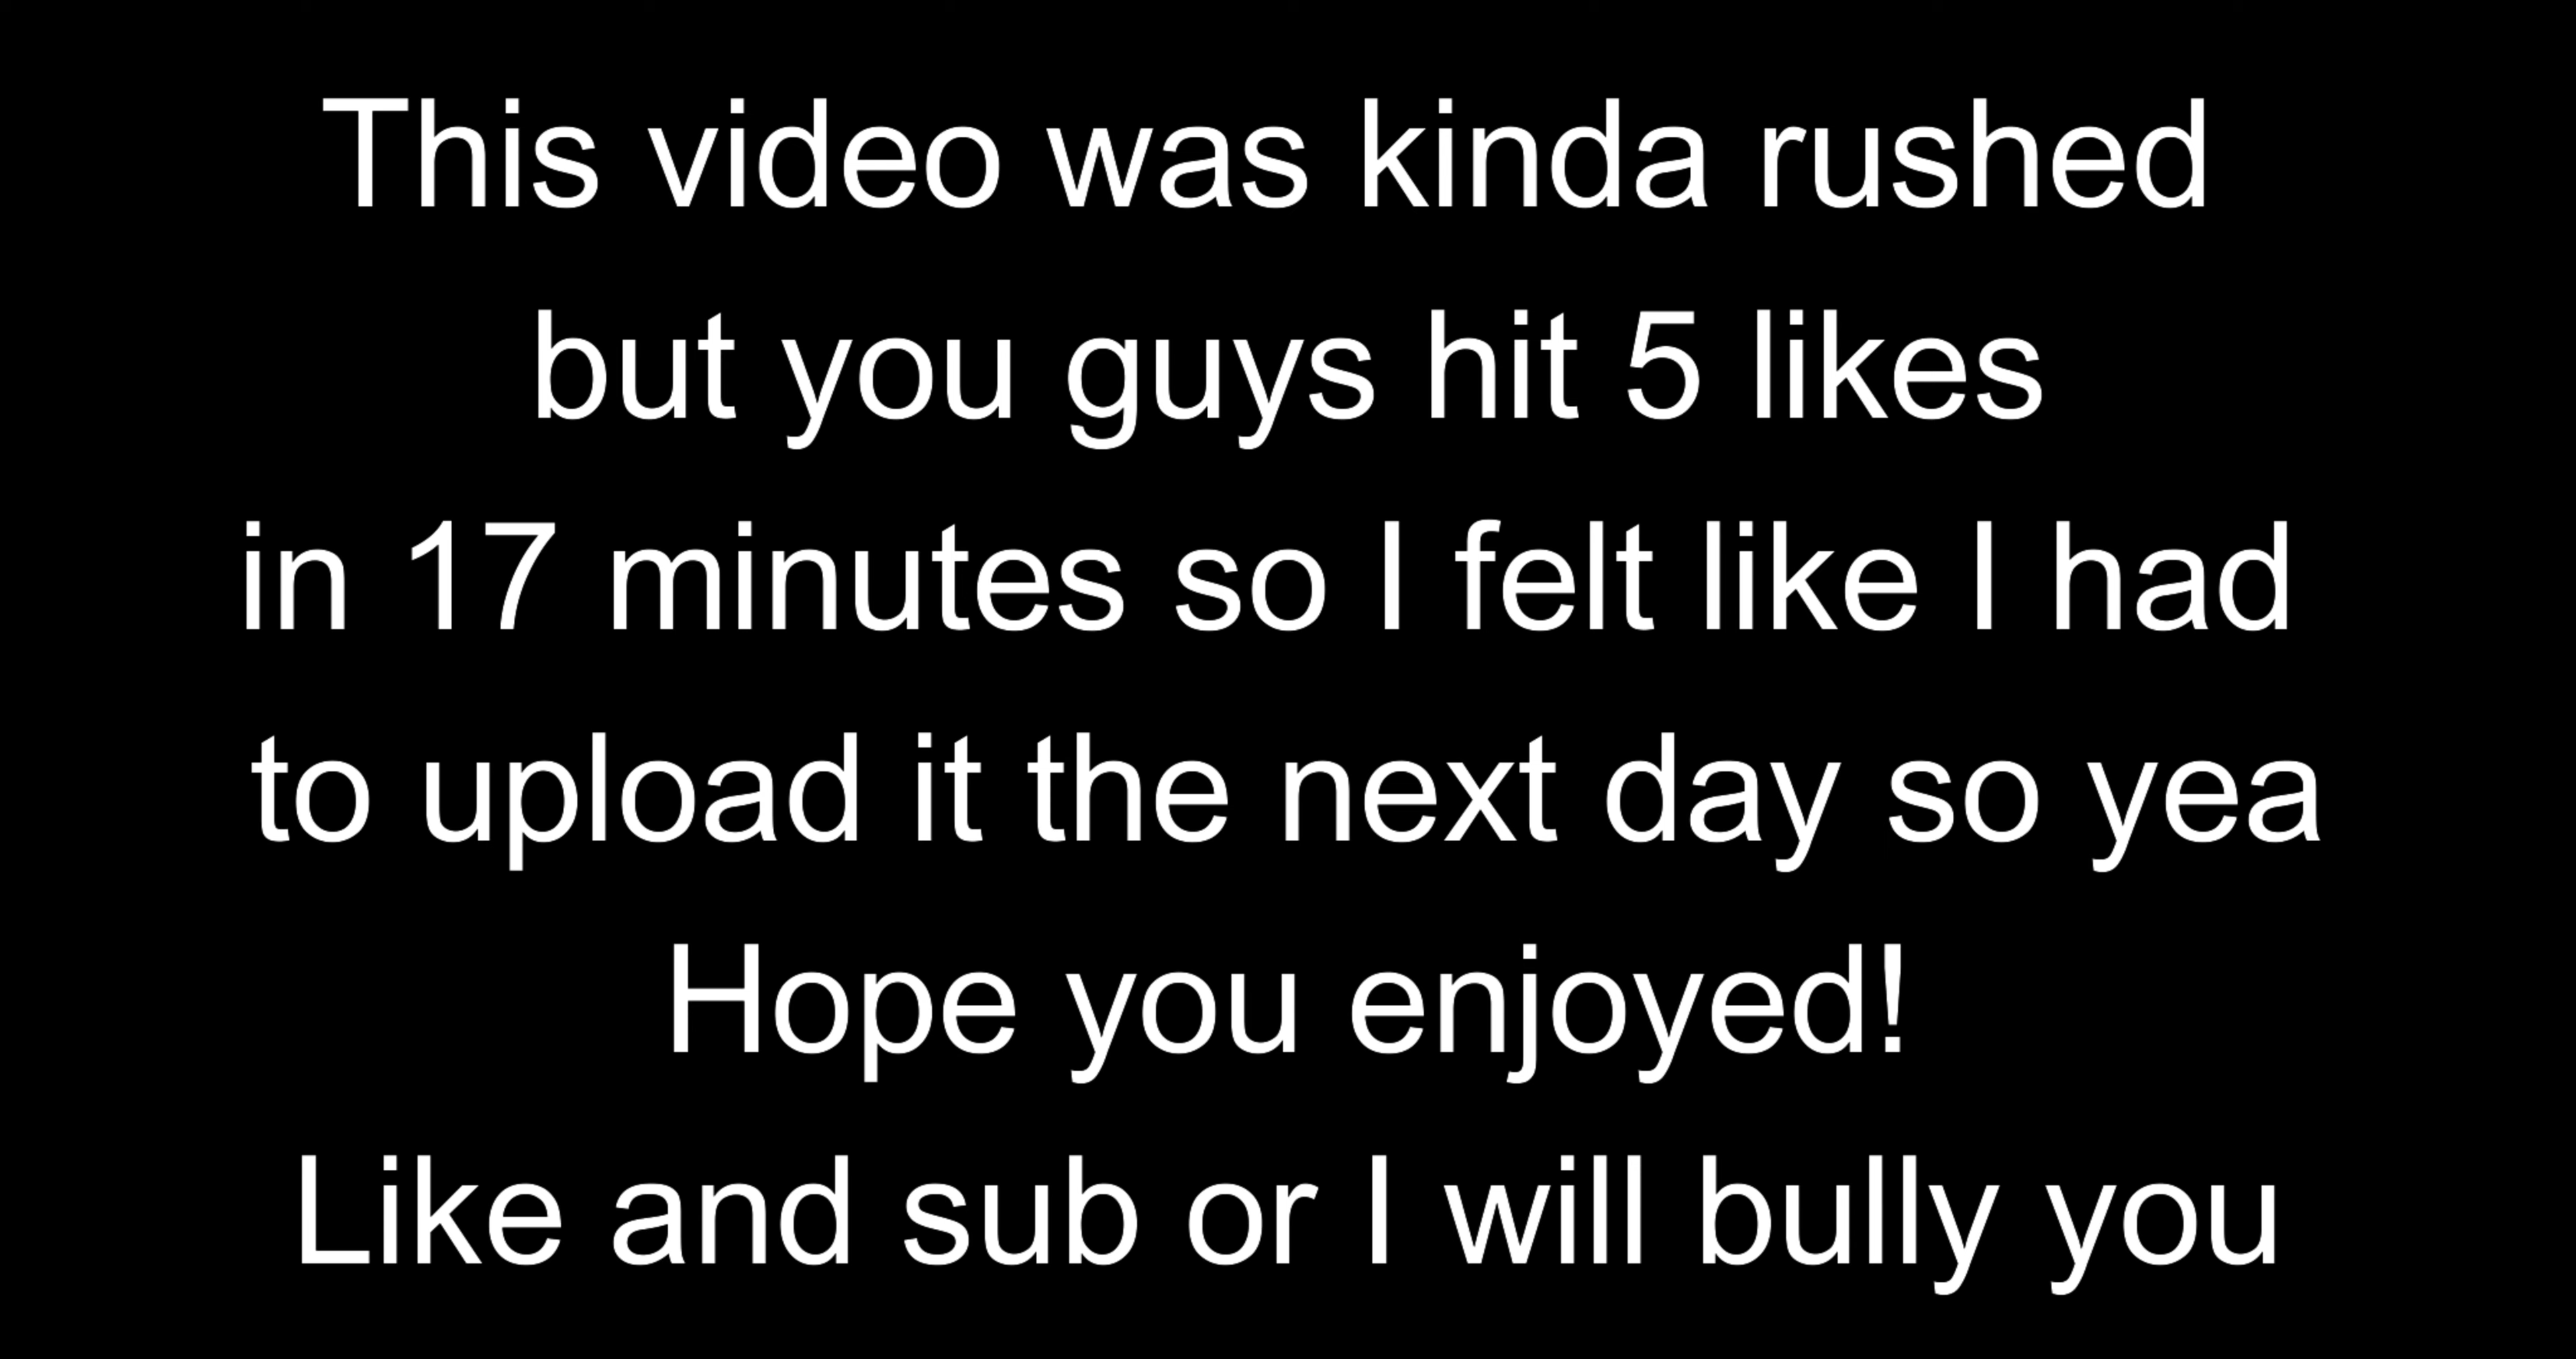 This video was kinda rushed
but you guys hit 5 likes
in 17 minutes so I felt like I had
to upload it the next day so yea
Hope you enjoyed!
Like and sub or I will bully you